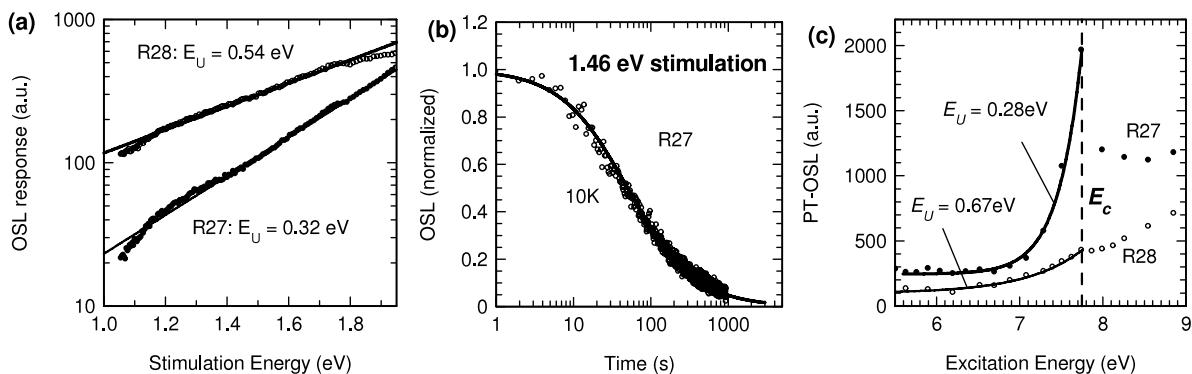 (a)
1000
100
10
OSL response (a.u.)
R28: E_U = 0.54 eV
R27: E_U = 0.32 eV
1.0 1.2 1.4 1.6 1.8
Stimulation Energy (eV)
(b)
1.2
1.0
0.8
0.6
0.4
0.2
0
OSL (normalized)
1.46 eV stimulation
R27
10K
1 10 100 1000
Time (s)
(c)
2000
1500
1000
500
0
PT-OSL (a.u.)
E_U = 0.28eV
R27
E_c
E_U = 0.67eV
R28
6 7 8 9
Excitation Energy (eV)